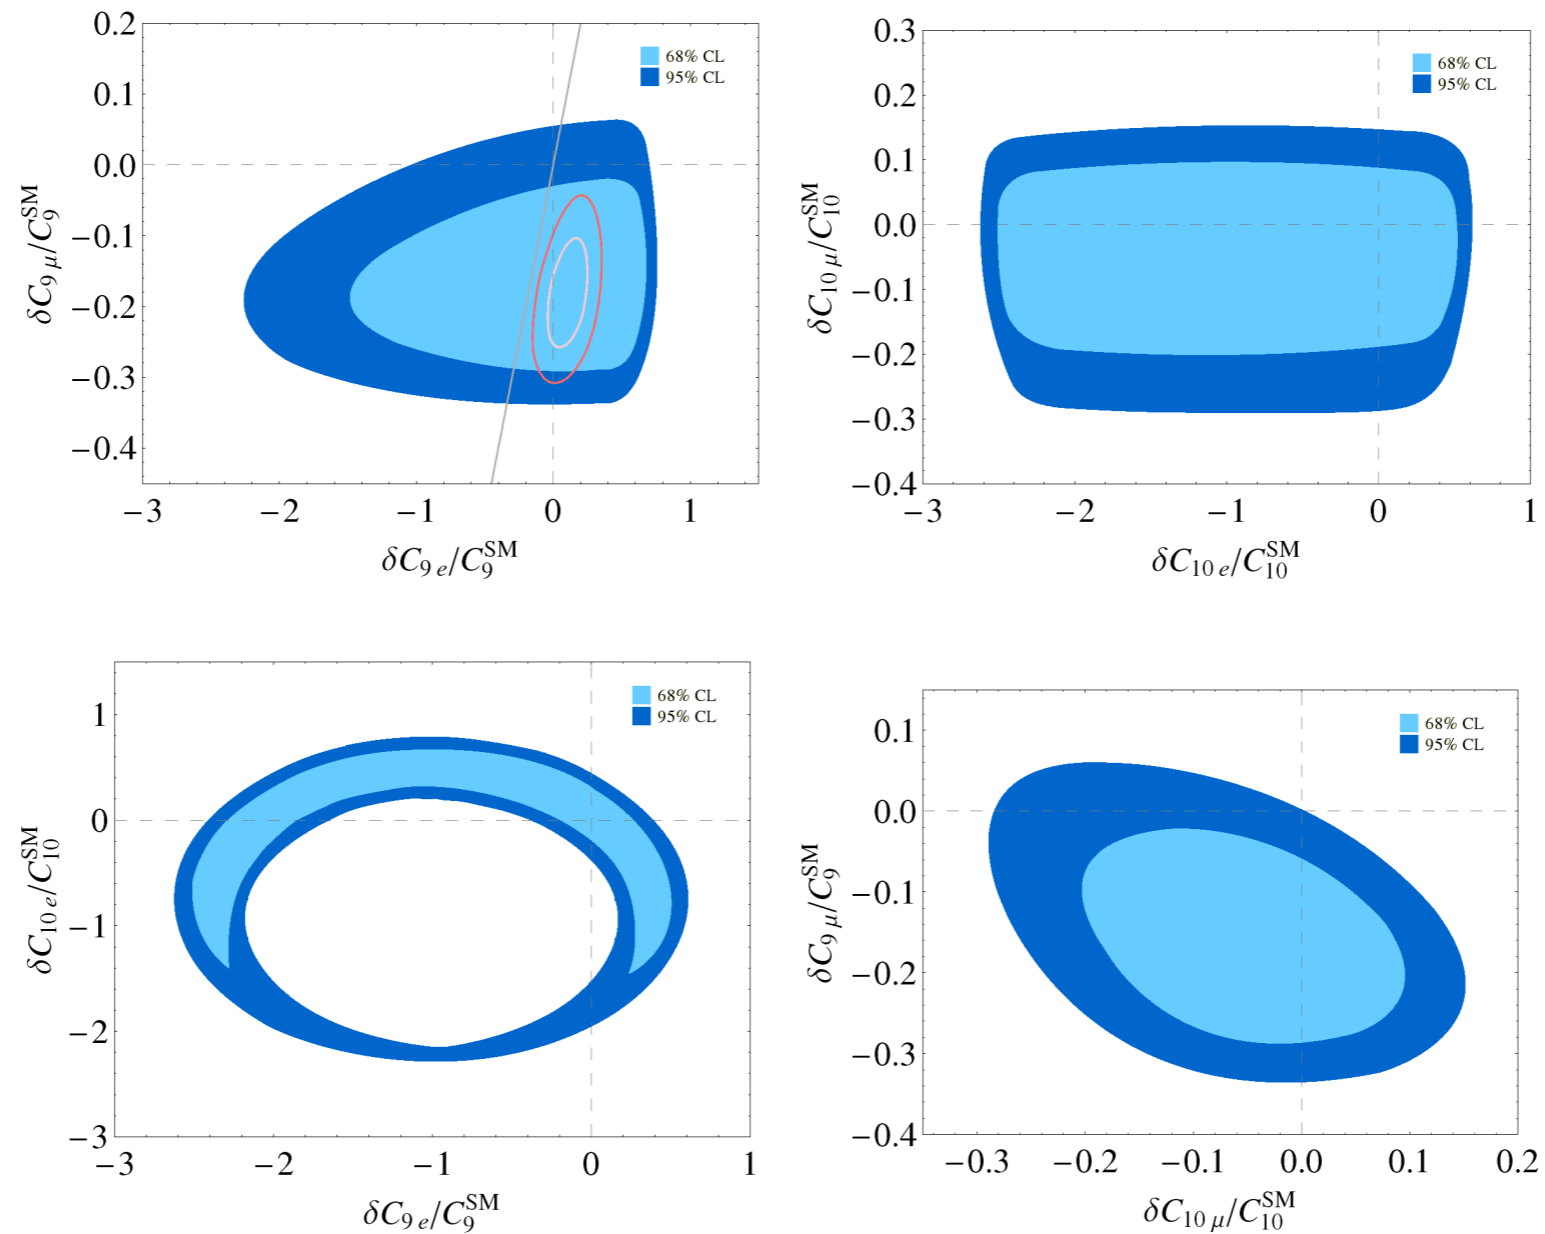 0.2
0.1
0.0
−0.1
−0.2
−0.3
−0.4
−3 −2 −1 0 1
δC9 μ/C9SM
δC9 e/C9SM
68% CL
95% CL
0.3
0.2
0.1
0.0
−0.1
−0.2
−0.3
−0.4
−3 −2 −1 0 1
δC10 μ/C10SM
δC10 e/C10SM
68% CL
95% CL
1
0
−1
−2
−3
−3 −2 −1 0 1
δC10 e/C10SM
δC9 e/C9SM
68% CL
95% CL
0.1
0.0
−0.1
−0.2
−0.3
−0.4
−0.3 −0.2 −0.1 0.0 0.1 0.2
δC9 μ/C9SM
δC10 μ/C10SM
68% CL
95% CL